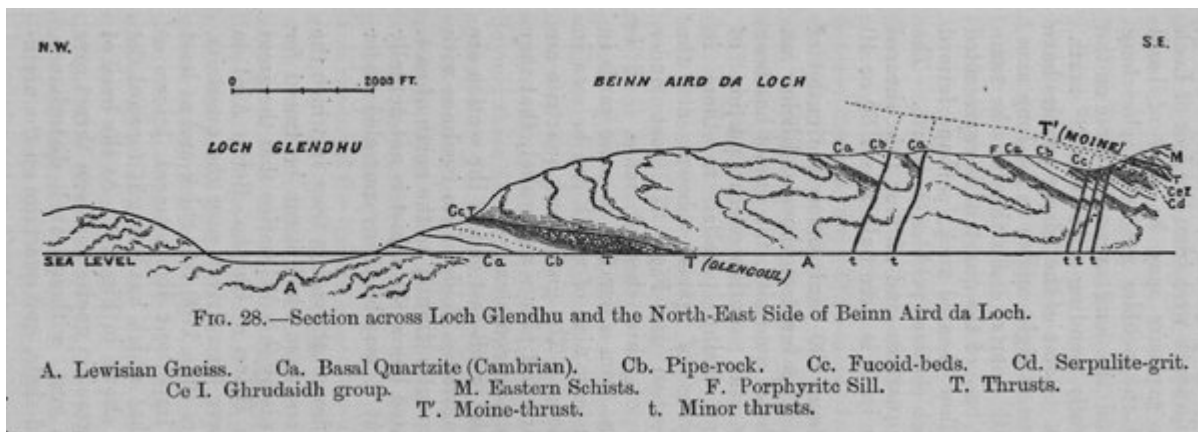 N.W.
S.E.
0 2000 FT.
BEINN AIRD DA LOCH
LOCH GLENDHU
T' (MOINE)
Ca Cb Ca F Ca Cb Cc M
T
Ce I
Cd
Cc T
SEA LEVEL
A Ca Cb T T (GLENCOUL) A t t t t t
FIG. 28.—Section across Loch Glendhu and the North-East Side of Beinn Aird da Loch.
A. Lewisian Gneiss. Ca. Basal Quartzite (Cambrian). Cb. Pipe-rock. Cc. Fucoid-beds. Cd. Serpulite-grit.
Ce I. Ghrudaidh group. M. Eastern Schists. F. Porphyrite Sill. T. Thrusts.
T'. Moine-thrust. t. Minor thrusts.